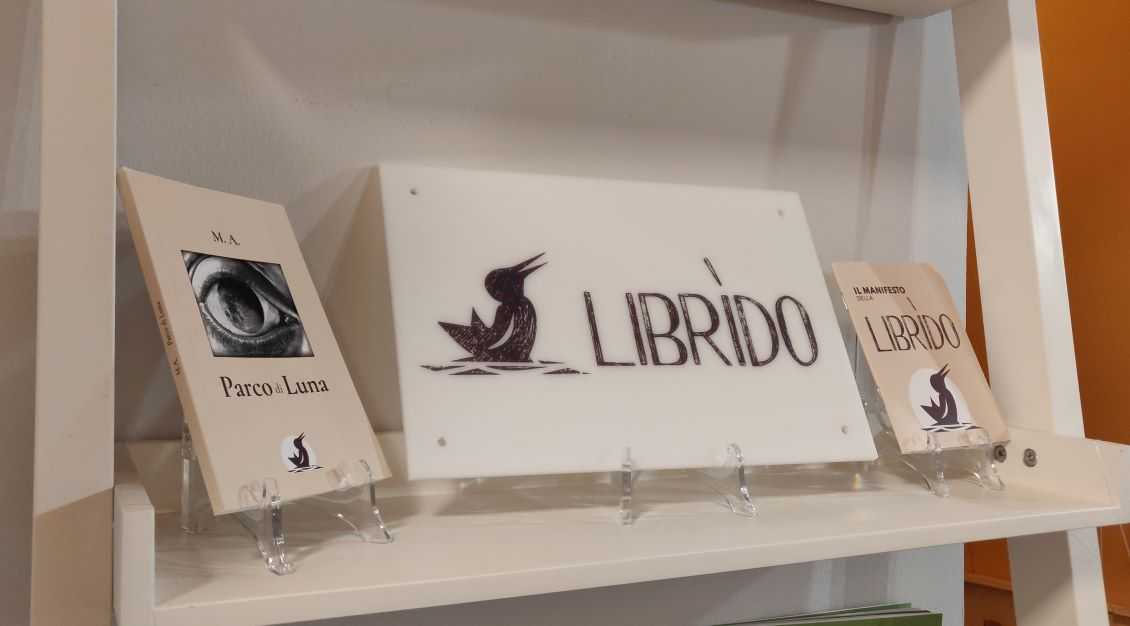 M. A.
Parco di Luna
M. A. Parco di Luna
LIBRÌDO
IL MANIFESTO
DELLA
LIBRÌDO